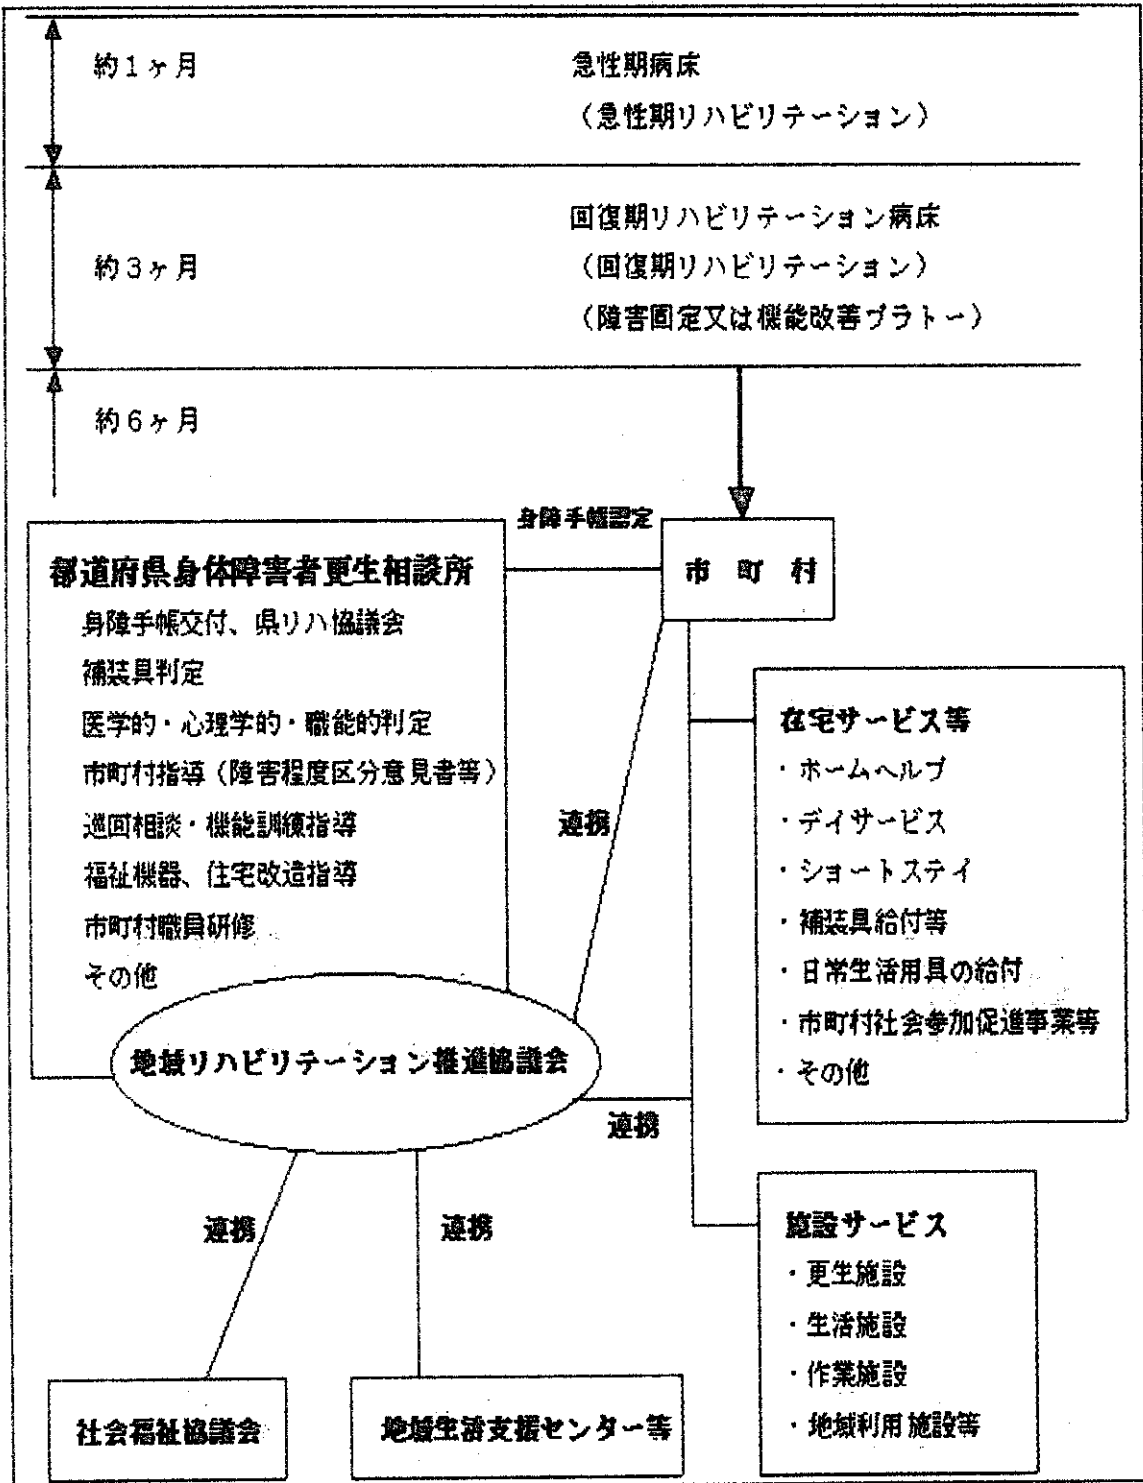 約1ヶ月
急性期病床
（急性期リハビリテーション）
約3ヶ月
回復期リハビリテーション病床
（回復期リハビリテーション）
（障害固定又は機能改善プラトー）
約6ヶ月
身障手帳認定
市町村
都道府県身体障害者更生相談所
身障手帳交付、県リハ協議会
補装具判定
医学的・心理学的・職能的判定
市町村指導（障害程度区分意見書等）
巡回相談・機能訓練指導
福祉機器、住宅改造指導
市町村職員研修
その他
連携
在宅サービス等
・ホームヘルプ
・デイサービス
・ショートステイ
・補装具給付等
・日常生活用具の給付
・市町村社会参加促進事業等
・その他
地域リハビリテーション推進協議会
連携
連携
連携
施設サービス
・更生施設
・生活施設
・作業施設
・地域利用施設等
社会福祉協議会
地域生活支援センター等